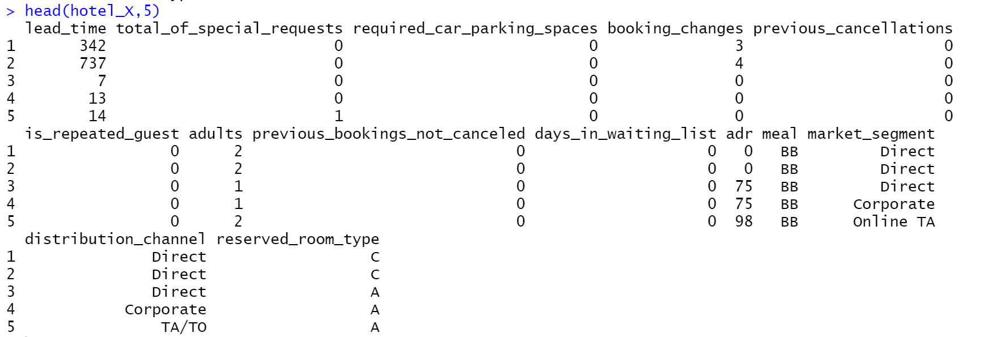 > head(hotel_X,5)
lead_time total_of_special_requests required_car_parking_spaces booking_changes previous_cancellations
1 342 0 0 3 0
2 737 0 0 4 0
3 7 0 0 0 0
4 13 0 0 0 0
5 14 1 0 0 0
is_repeated_guest adults previous_bookings_not_canceled days_in_waiting_list adr meal market_segment
1 0 2 0 0 0 BB Direct
2 0 2 0 0 0 BB Direct
3 0 1 0 0 75 BB Direct
4 0 1 0 0 75 BB Corporate
5 0 2 0 0 98 BB Online TA
distribution_channel reserved_room_type
1 Direct C
2 Direct C
3 Direct A
4 Corporate A
5 TA/TO A